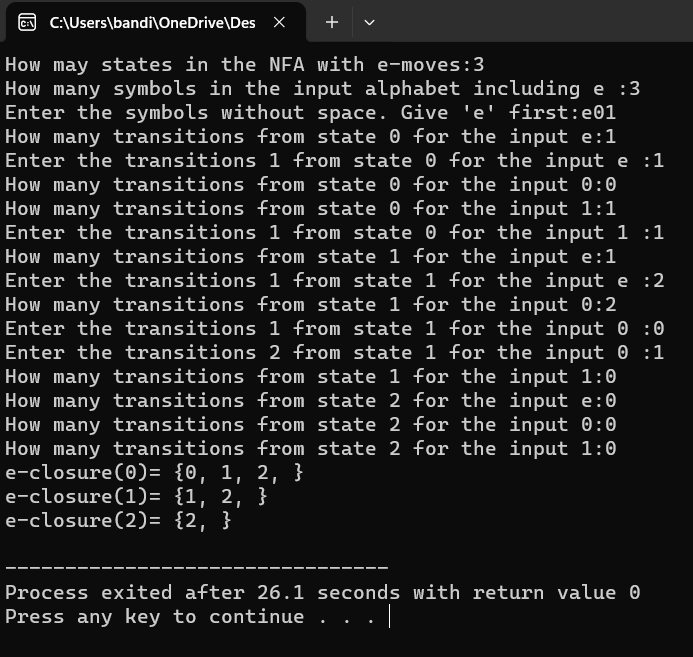 C:\Users\bandi\OneDrive\Des
How may states in the NFA with e-moves:3
How many symbols in the input alphabet including e :3
Enter the symbols without space. Give 'e' first:e01
How many transitions from state 0 for the input e:1
Enter the transitions 1 from state 0 for the input e :1
How many transitions from state 0 for the input 0:0
How many transitions from state 0 for the input 1:1
Enter the transitions 1 from state 0 for the input 1 :1
How many transitions from state 1 for the input e:1
Enter the transitions 1 from state 1 for the input e :2
How many transitions from state 1 for the input 0:2
Enter the transitions 1 from state 1 for the input 0 :0
Enter the transitions 2 from state 1 for the input 0 :1
How many transitions from state 1 for the input 1:0
How many transitions from state 2 for the input e:0
How many transitions from state 2 for the input 0:0
How many transitions from state 2 for the input 1:0
e-closure(0)= {0, 1, 2, }
e-closure(1)= {1, 2, }
e-closure(2)= {2, }
--------------------------------
Process exited after 26.1 seconds with return value 0
Press any key to continue . . .